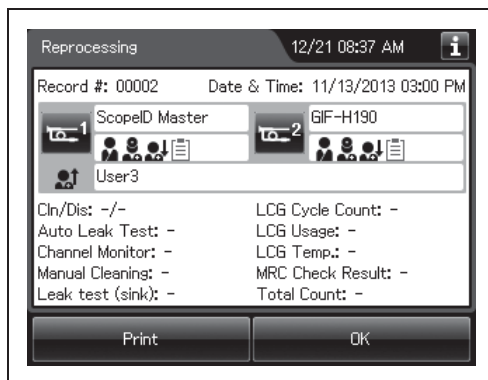 Reprocessing 12/21 08:37 AM i
Record #: 00002 Date & Time: 11/13/2013 03:00 PM
1 ScopeID Master 2 GIF-H190
User3
Cln/Dis: -/- LCG Cycle Count: -
Auto Leak Test: - LCG Usage: -
Channel Monitor: - LCG Temp.: -
Manual Cleaning: - MRC Check Result: -
Leak test (sink): - Total Count: -
Print OK